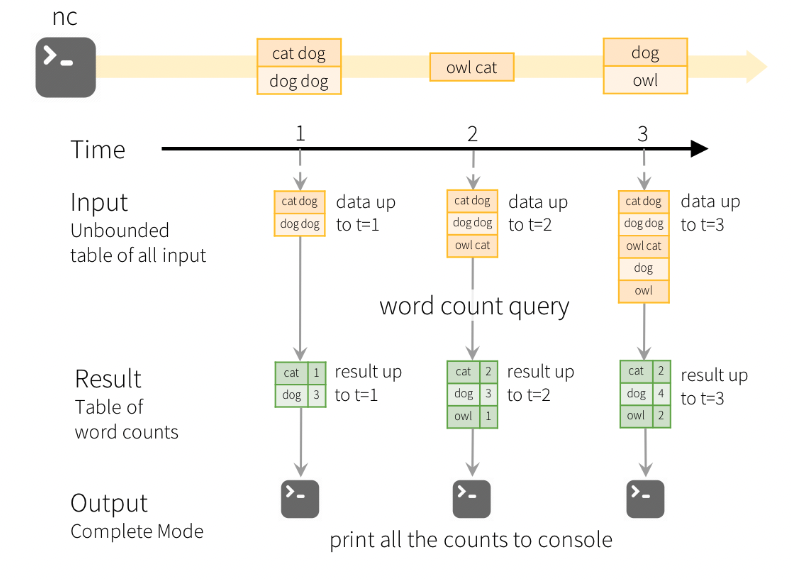 nc
cat dog
dog dog
owl cat
dog
owl
Time
1
2
3
Input
Unbounded
table of all input
cat dog
dog dog
data up
to t=1
cat dog
dog dog
owl cat
data up
to t=2
cat dog
dog dog
owl cat
dog
owl
data up
to t=3
word count query
Result
Table of
word counts
cat 1
dog 3
result up
to t=1
cat 2
dog 3
owl 1
result up
to t=2
cat 2
dog 4
owl 2
result up
to t=3
Output
Complete Mode
print all the counts to console